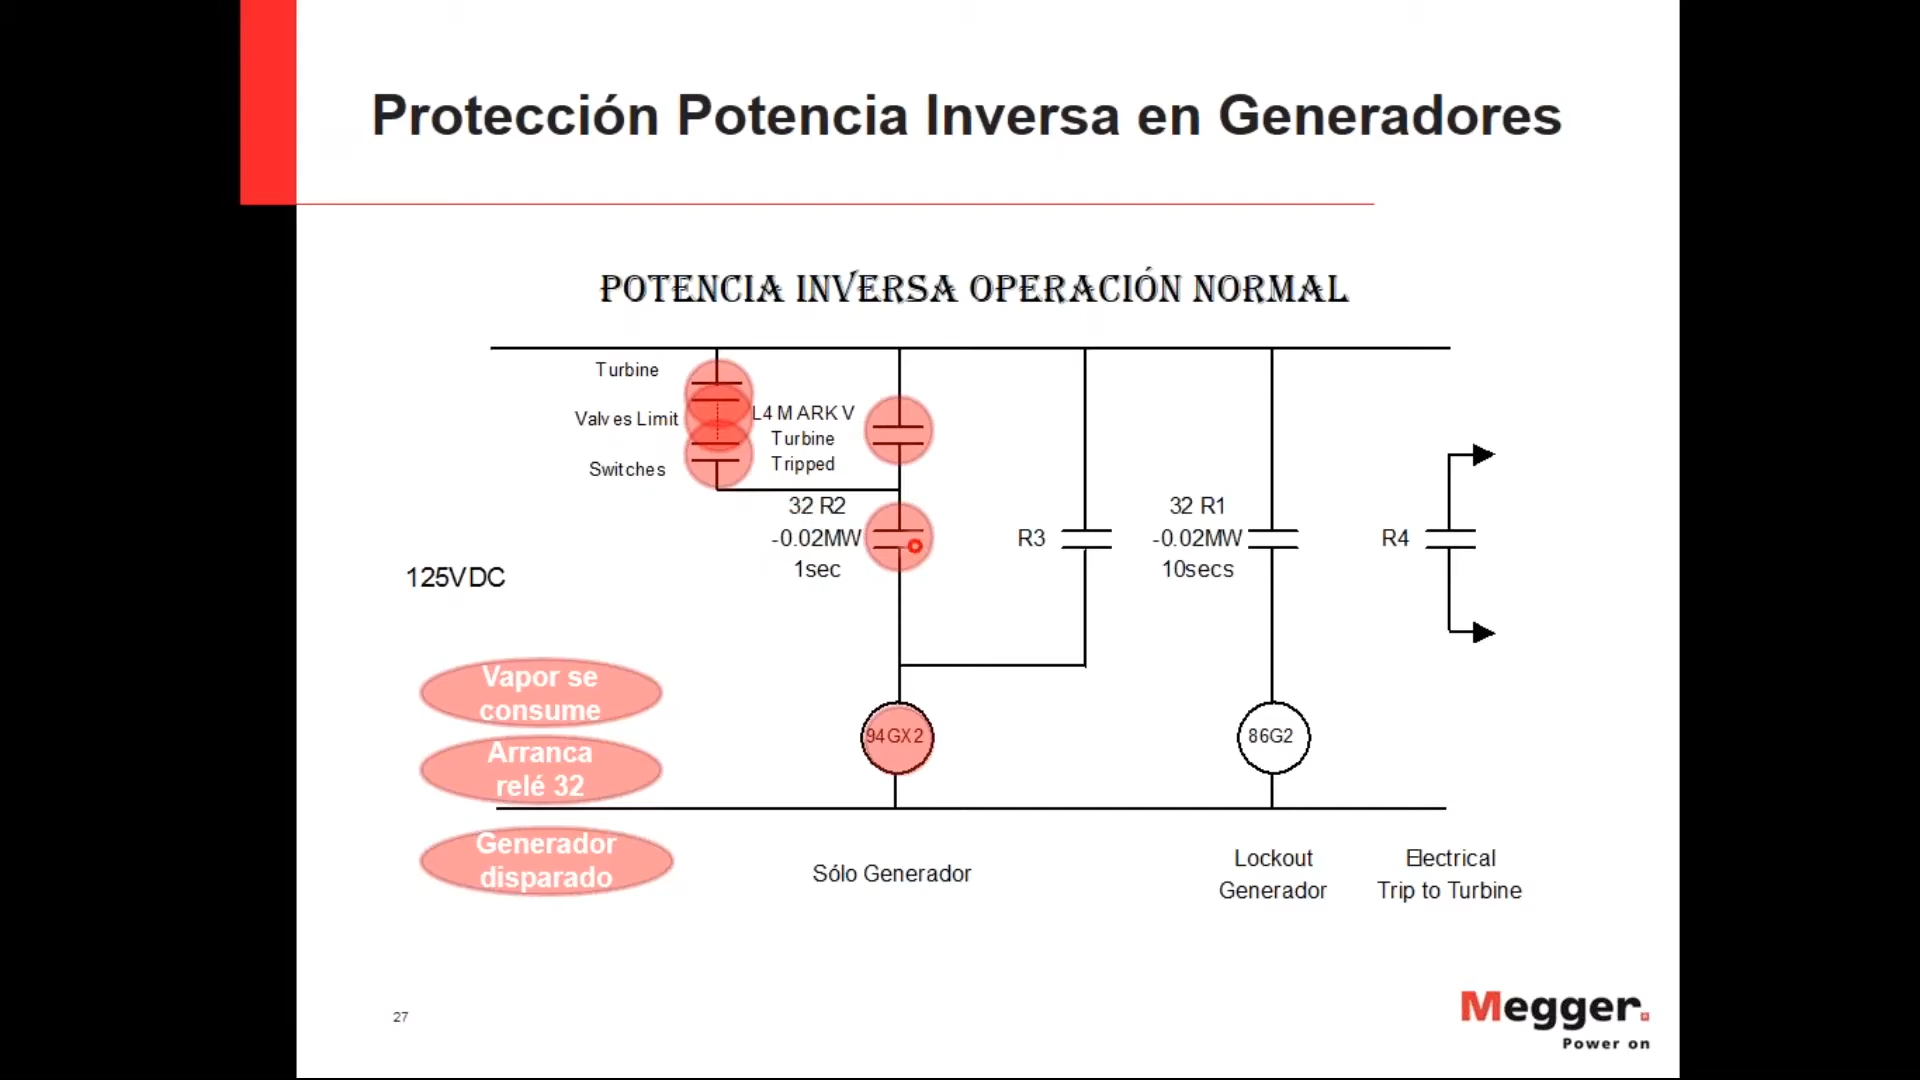 Protección Potencia Inversa en Generadores
POTENCIA INVERSA OPERACIÓN NORMAL
Turbine
Valves Limit
Switches
L4 MARK V
Turbine
Tripped
32 R2
-0.02MW
1sec
R3
32 R1
-0.02MW
10secs
R4
125VDC
Vapor se
consume
Arranca
relé 32
Generador
disparado
94GX2
86G2
Sólo Generador
Lockout
Generador
Electrical
Trip to Turbine
27
Megger.
Power on